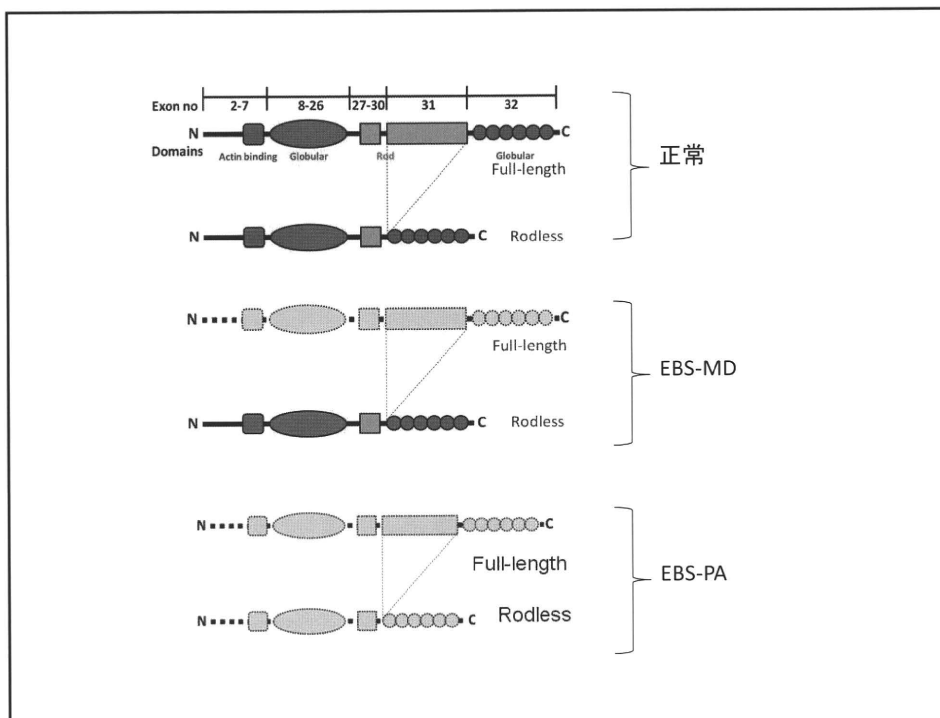 Exon no 2-7 8-26 27-30 31 32
N C
Domains Actin binding Globular Rod Globular
Full-length
正常
N C Rodless
N C
Full-length
EBS-MD
N C Rodless
N C
Full-length
EBS-PA
N C Rodless